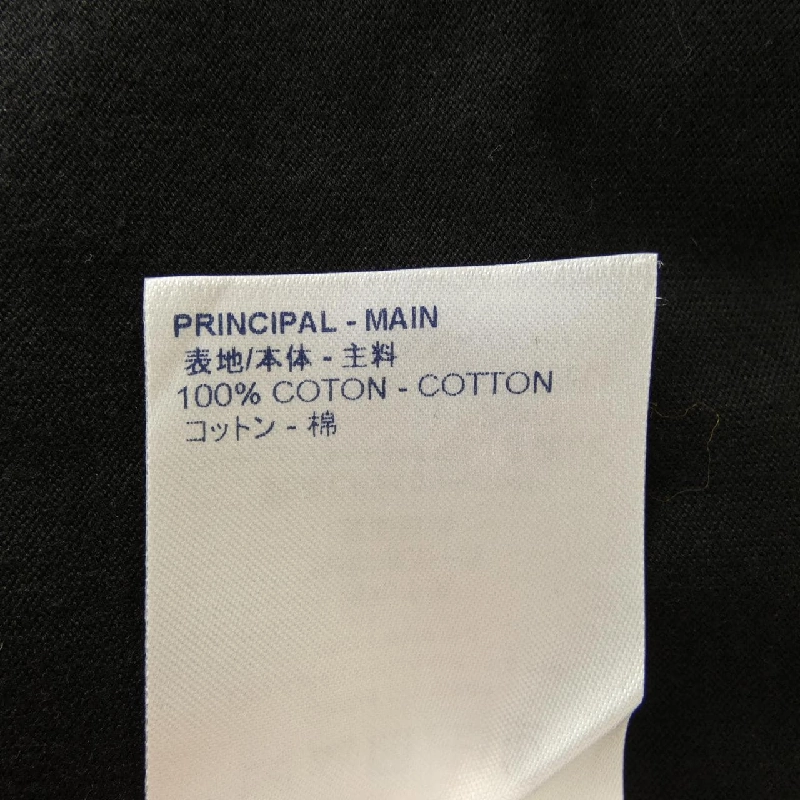 PRINCIPAL - MAIN
表地/本体 - 主料
100% COTON - COTTON
コットン - 棉